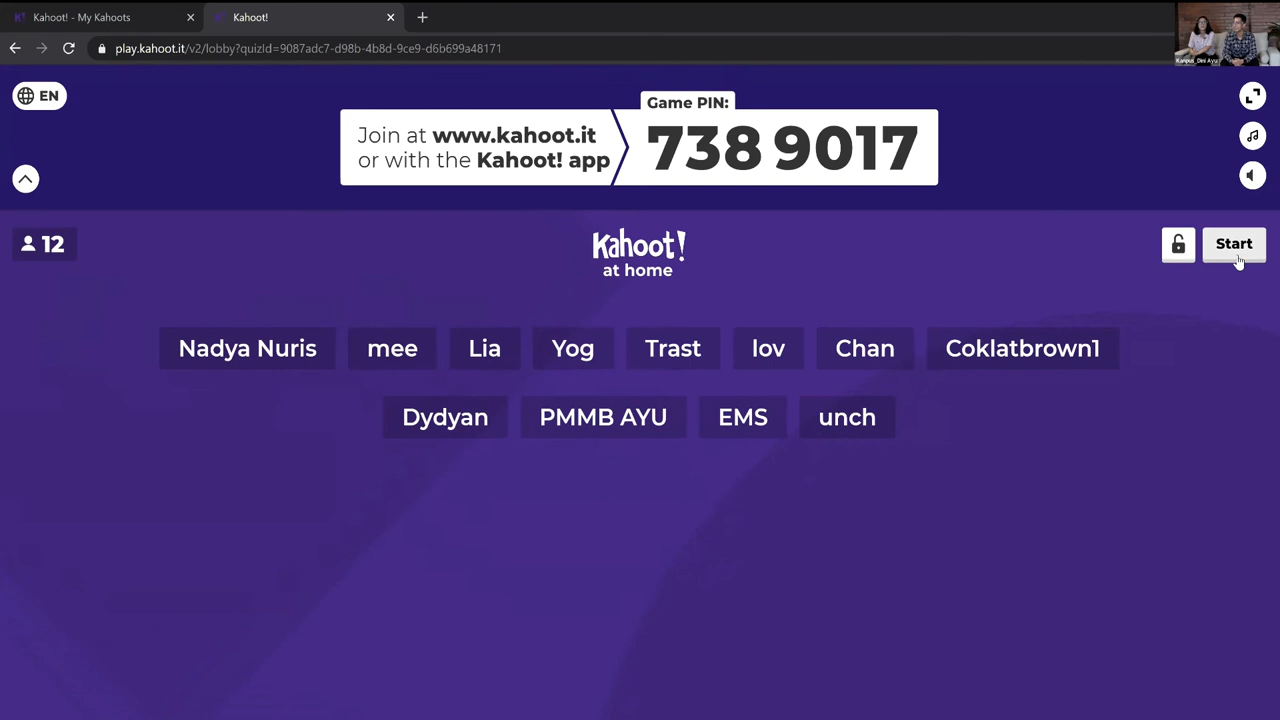 Kahoot! - My Kahoots
Kahoot!
play.kahoot.it/v2/lobby?quizId=9087adc7-d98b-4b8d-9ce9-d6b699a48171
Kanpus_Dini Ayu
EN
Game PIN:
Join at www.kahoot.it
or with the Kahoot! app
738 9017
12
Kahoot!
at home
Start
Nadya Nuris mee Lia Yog Trast lov Chan Coklatbrown1
Dydyan PMMB AYU EMS unch